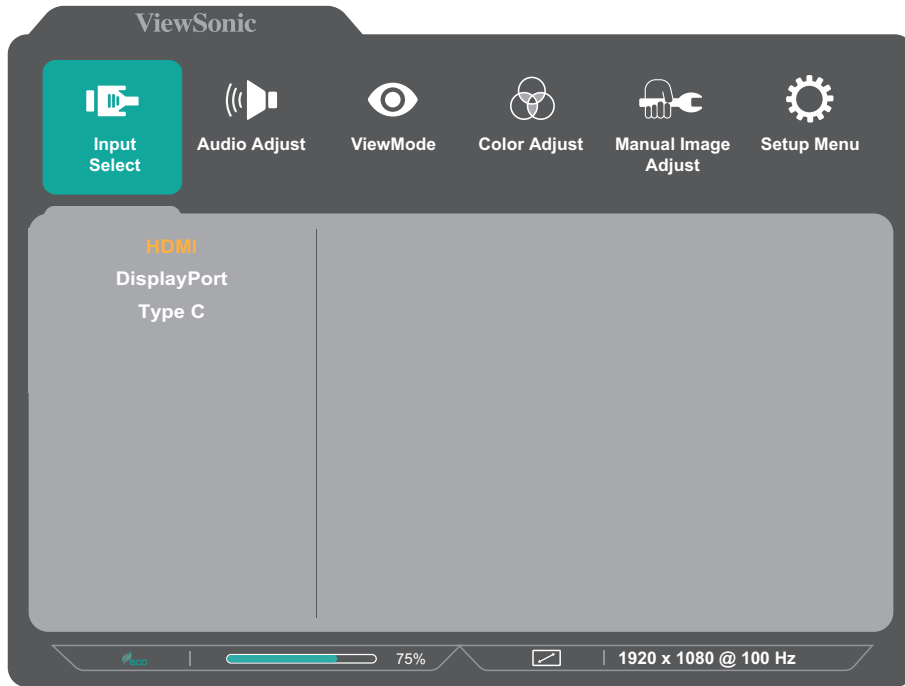 ViewSonic
Input
Select
Audio Adjust
ViewMode
Color Adjust
Manual Image
Adjust
Setup Menu
HDMI
DisplayPort
Type C
eco
75%
1920 x 1080 @ 100 Hz